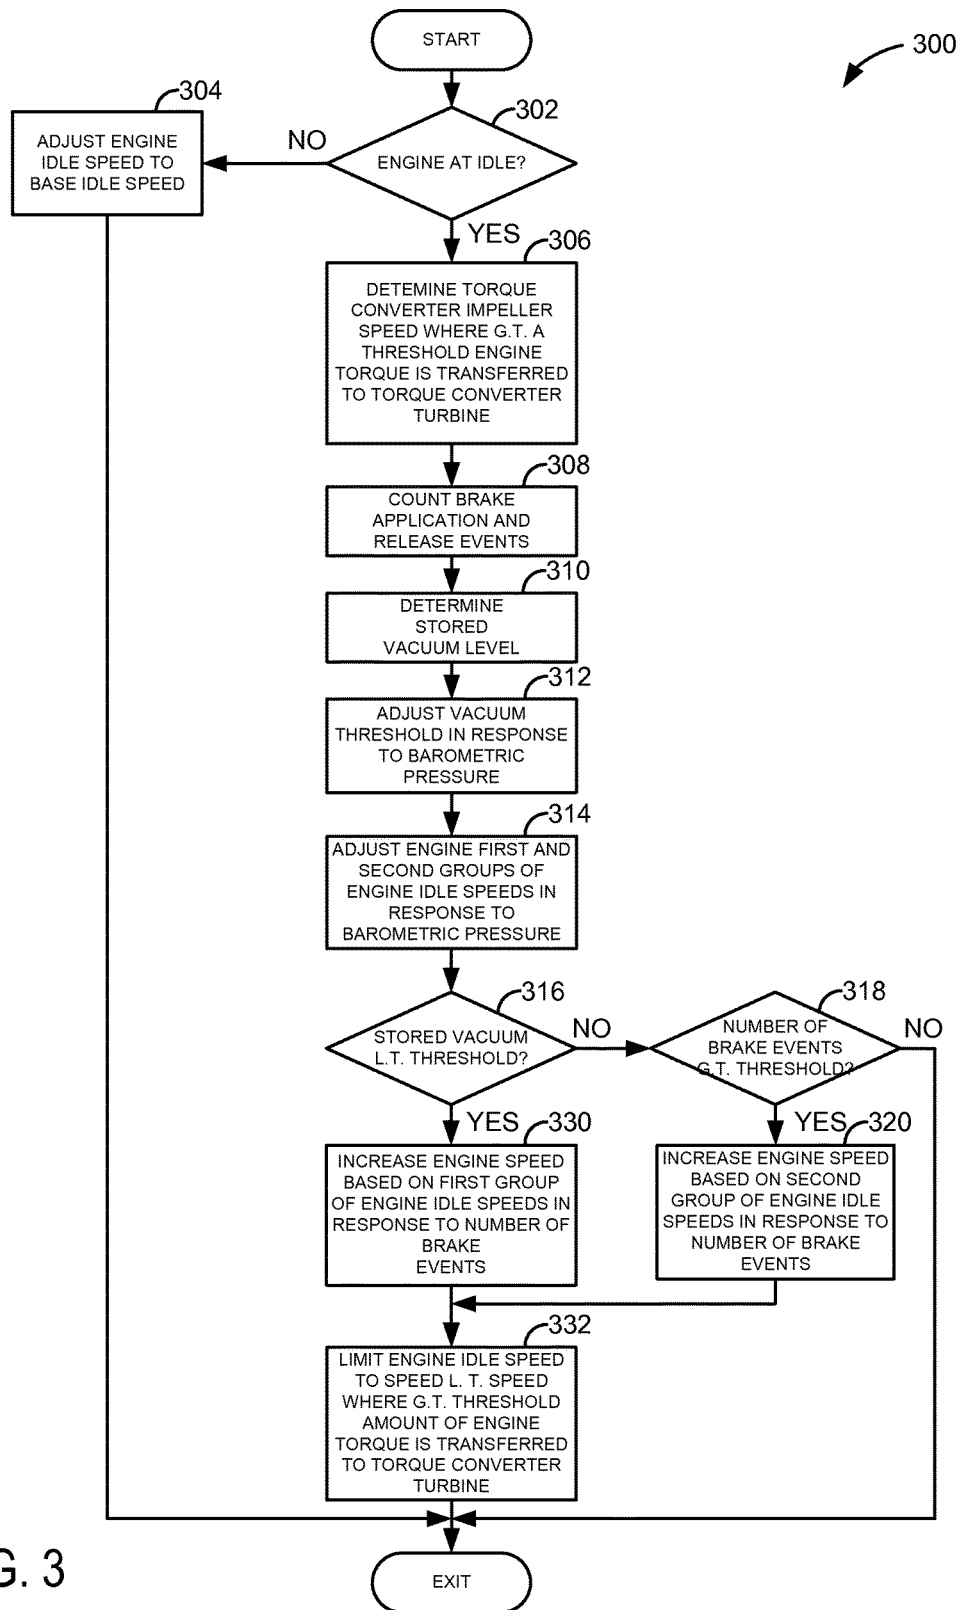 START
300
304
302
ADJUST ENGINE
IDLE SPEED TO
BASE IDLE SPEED
NO
ENGINE AT IDLE?
YES
306
DETEMINE TORQUE
CONVERTER IMPELLER
SPEED WHERE G.T. A
THRESHOLD ENGINE
TORQUE IS TRANSFERRED
TO TORQUE CONVERTER
TURBINE
308
COUNT BRAKE
APPLICATION AND
RELEASE EVENTS
310
DETERMINE
STORED
VACUUM LEVEL
312
ADJUST VACUUM
THRESHOLD IN RESPONSE
TO BAROMETRIC
PRESSURE
314
ADJUST ENGINE FIRST AND
SECOND GROUPS OF
ENGINE IDLE SPEEDS IN
RESPONSE TO
BAROMETRIC PRESSURE
316
STORED VACUUM
L.T. THRESHOLD?
NO
318
NUMBER OF
BRAKE EVENTS
G.T. THRESHOLD?
NO
YES
330
INCREASE ENGINE SPEED
BASED ON FIRST GROUP
OF ENGINE IDLE SPEEDS IN
RESPONSE TO NUMBER OF
BRAKE
EVENTS
YES
320
INCREASE ENGINE SPEED
BASED ON SECOND
GROUP OF ENGINE IDLE
SPEEDS IN RESPONSE TO
NUMBER OF BRAKE
EVENTS
332
LIMIT ENGINE IDLE SPEED
TO SPEED L. T. SPEED
WHERE G.T. THRESHOLD
AMOUNT OF ENGINE
TORQUE IS TRANSFERRED
TO TORQUE CONVERTER
TURBINE
G. 3
EXIT